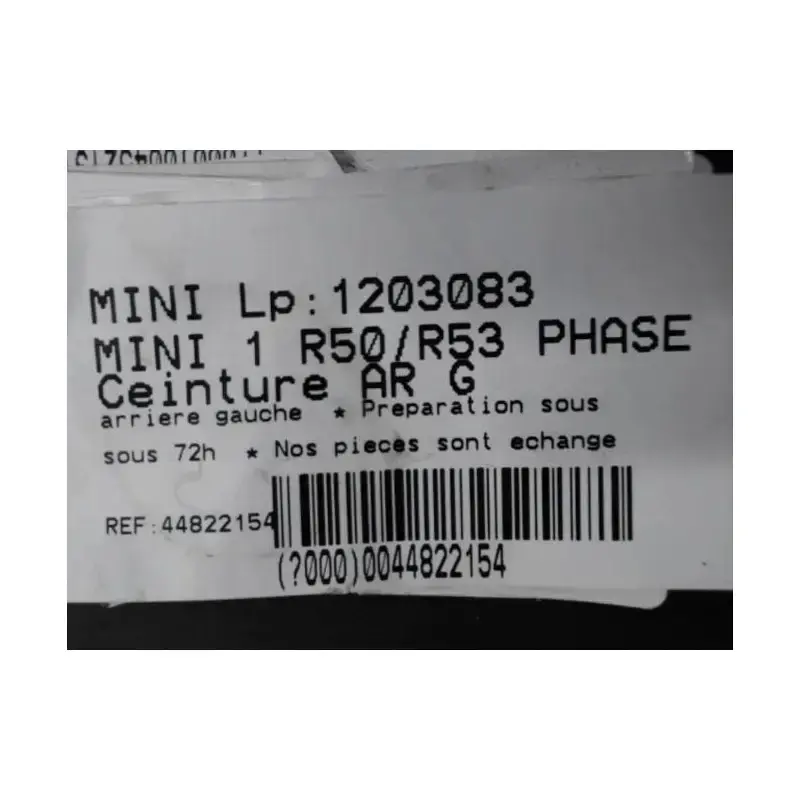 MINI Lp:1203083
MINI 1 R50/R53 PHASE
Ceinture AR G
arriere gauche * Preparation sous
sous 72h * Nos pieces sont echange
REF:44822154
(?000)0044822154